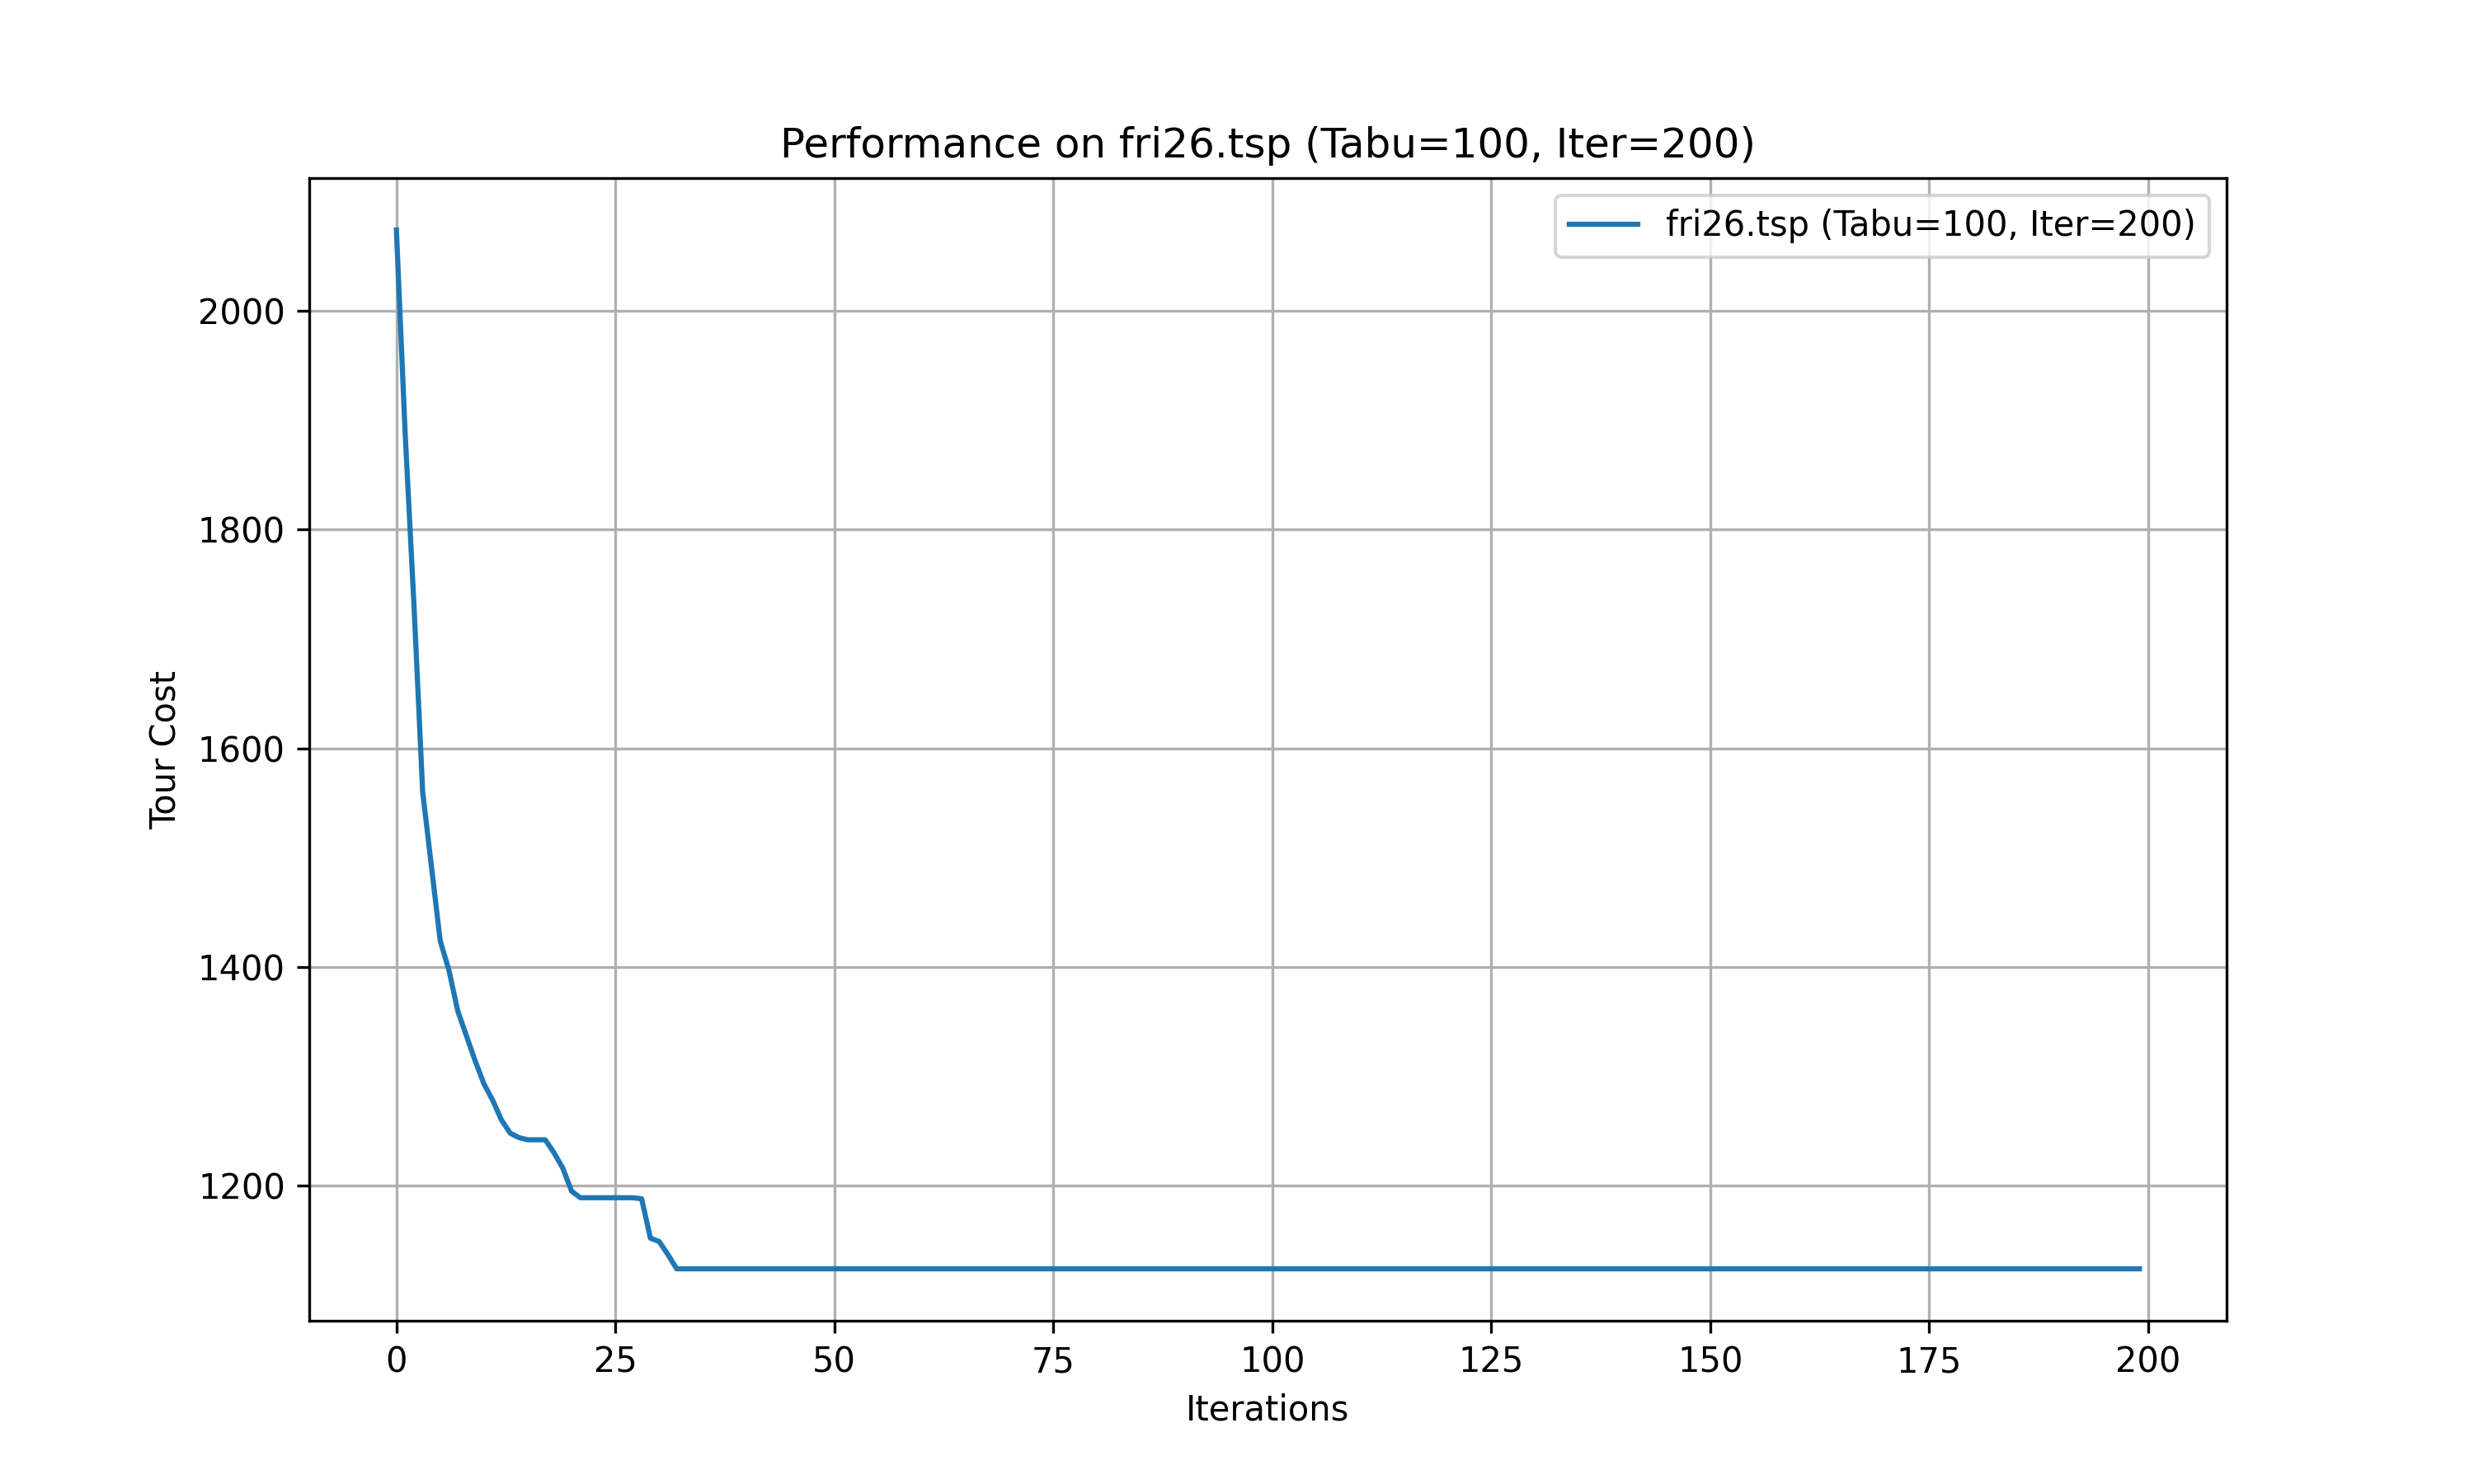 Performance on fri26.tsp (Tabu=100, Iter=200)
fri26.tsp (Tabu=100, Iter=200)
Tour Cost
2000
1800
1600
1400
1200
0 25 50 75 100 125 150 175 200
Iterations